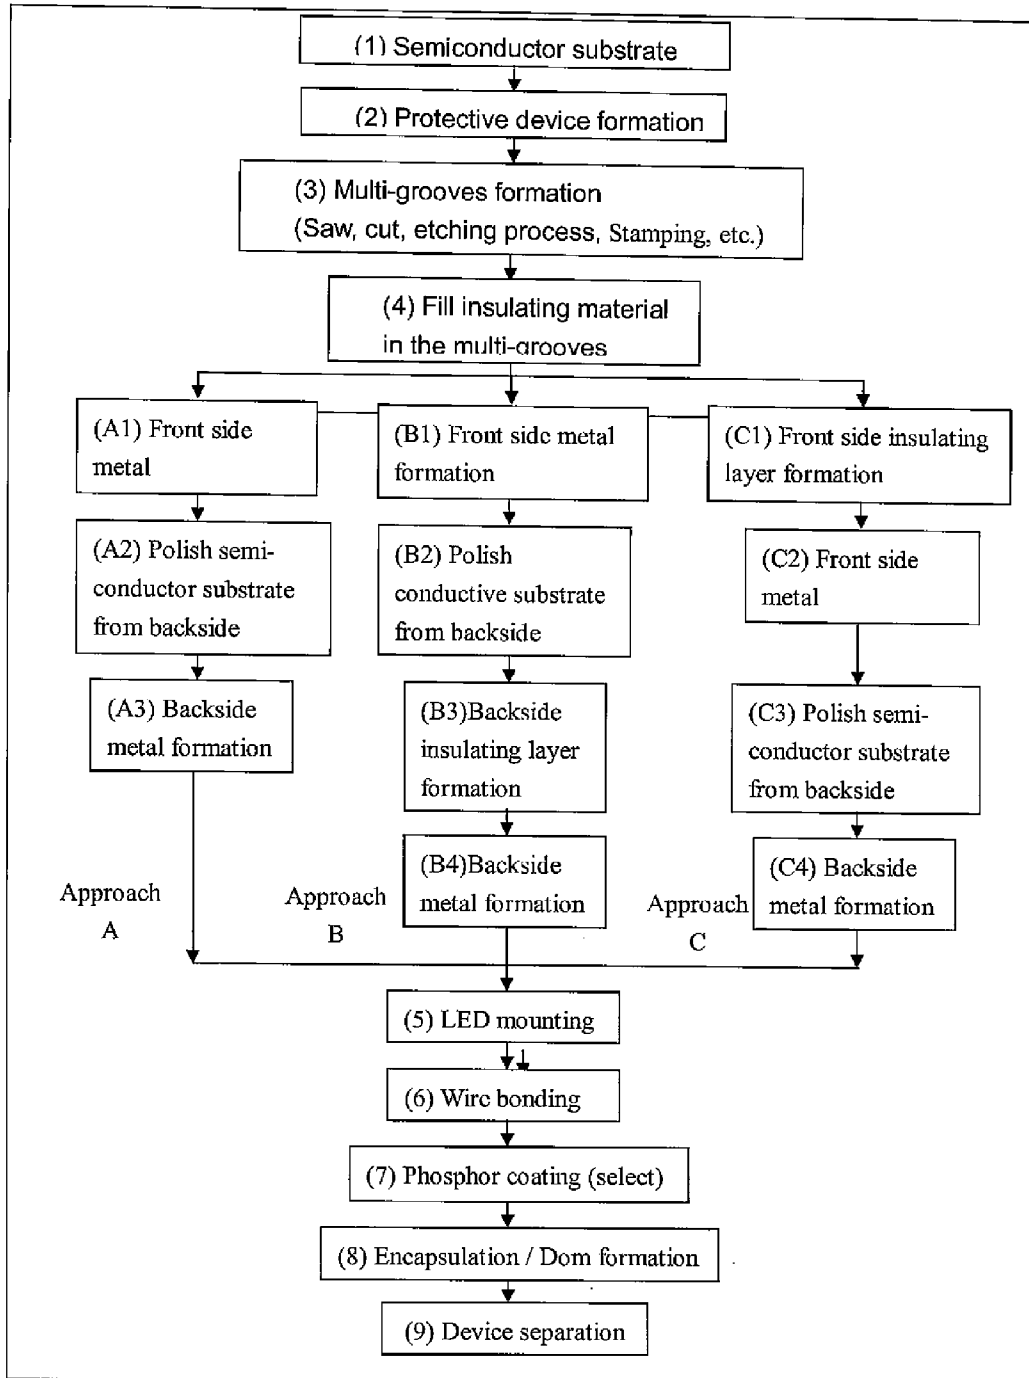 (1) Semiconductor substrate
(2) Protective device formation
(3) Multi-grooves formation
(Saw, cut, etching process, Stamping, etc.)
(4) Fill insulating material
in the multi-grooves
(A1) Front side
metal
(B1) Front side metal
formation
(C1) Front side insulating
layer formation
(A2) Polish semi-
conductor substrate
from backside
(B2) Polish
conductive substrate
from backside
(C2) Front side
metal
(A3) Backside
metal formation
(B3)Backside
insulating layer
formation
(C3) Polish semi-
conductor substrate
from backside
(B4)Backside
metal formation
(C4) Backside
metal formation
Approach
A
Approach
B
Approach
C
(5) LED mounting
(6) Wire bonding
(7) Phosphor coating (select)
(8) Encapsulation / Dom formation
(9) Device separation